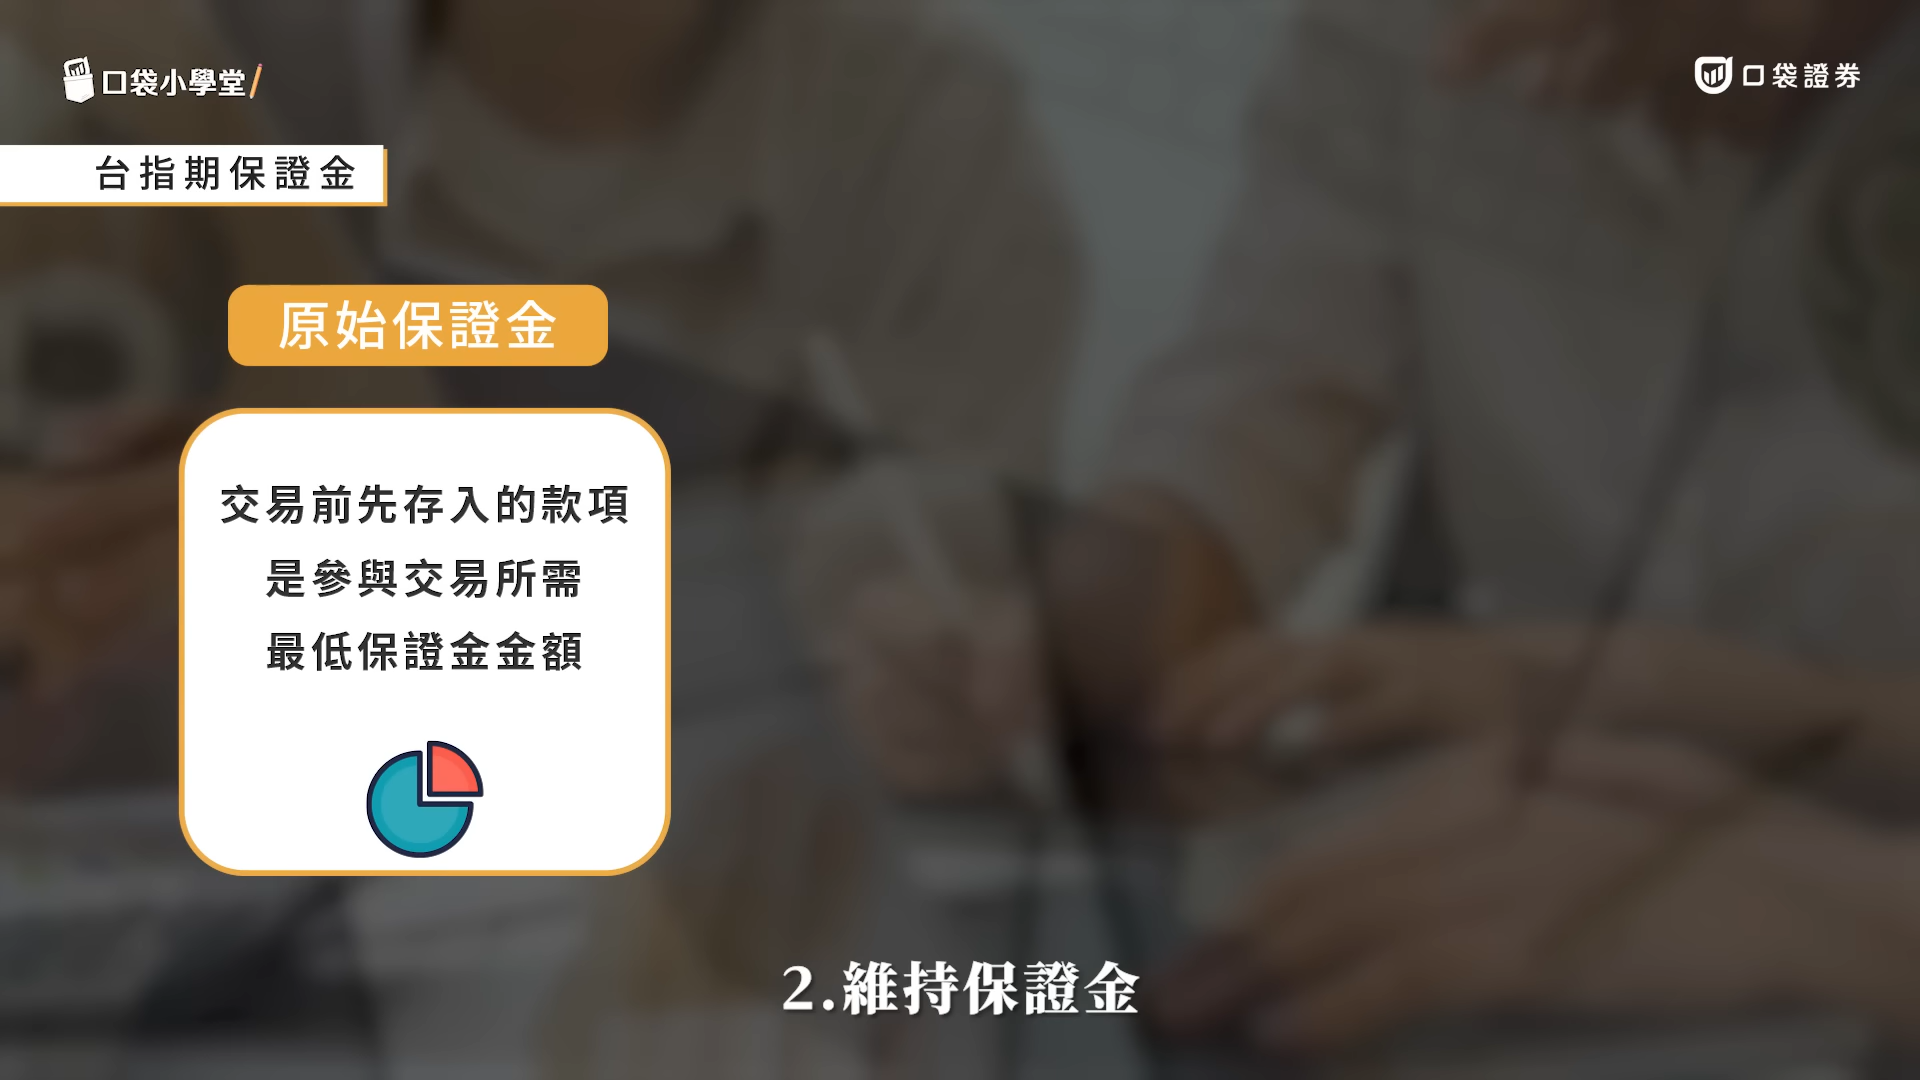 口袋小學堂
口袋證券
台指期保證金
原始保證金
交易前先存入的款項
是參與交易所需
最低保證金金額
2.維持保證金